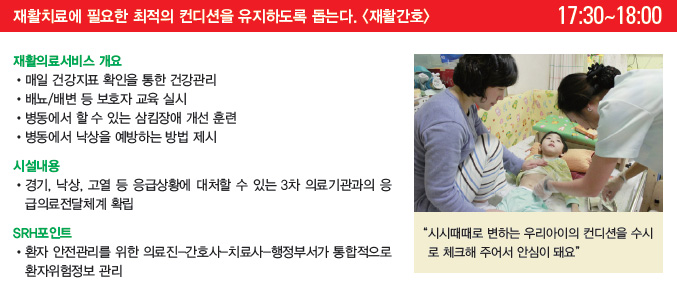 재활치료에 필요한 최적의 컨디션을 유지하도록 돕는다. <재활간호>
17:30~18:00
재활의료서비스 개요
• 매일 건강지표 확인을 통한 건강관리
• 배뇨/배변 등 보호자 교육 실시
• 병동에서 할 수 있는 삼킴장애 개선 훈련
• 병동에서 낙상을 예방하는 방법 제시
시설내용
• 경기, 낙상, 고열 등 응급상황에 대처할 수 있는 3차 의료기관과의 응
급의료전달체계 확립
SRH포인트
• 환자 안전관리를 위한 의료진-간호사-치료사-행정부서가 통합적으로
환자위험정보 관리
“시시때때로 변하는 우리아이의 컨디션을 수시
로 체크해 주어서 안심이 돼요”